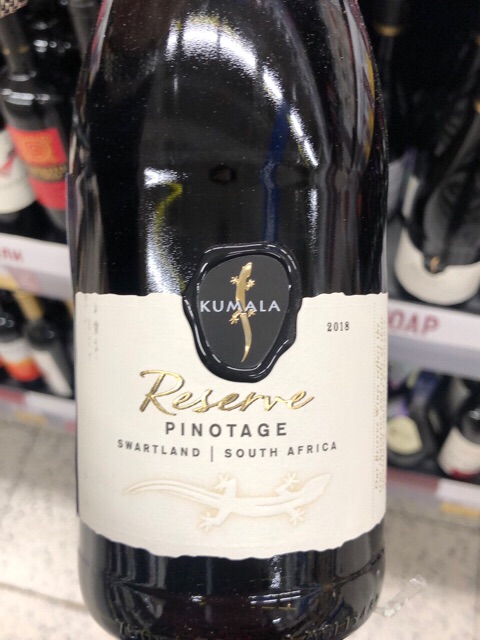 KUMALA
2018
Reserve
PINOTAGE
SWARTLAND | SOUTH AFRICA